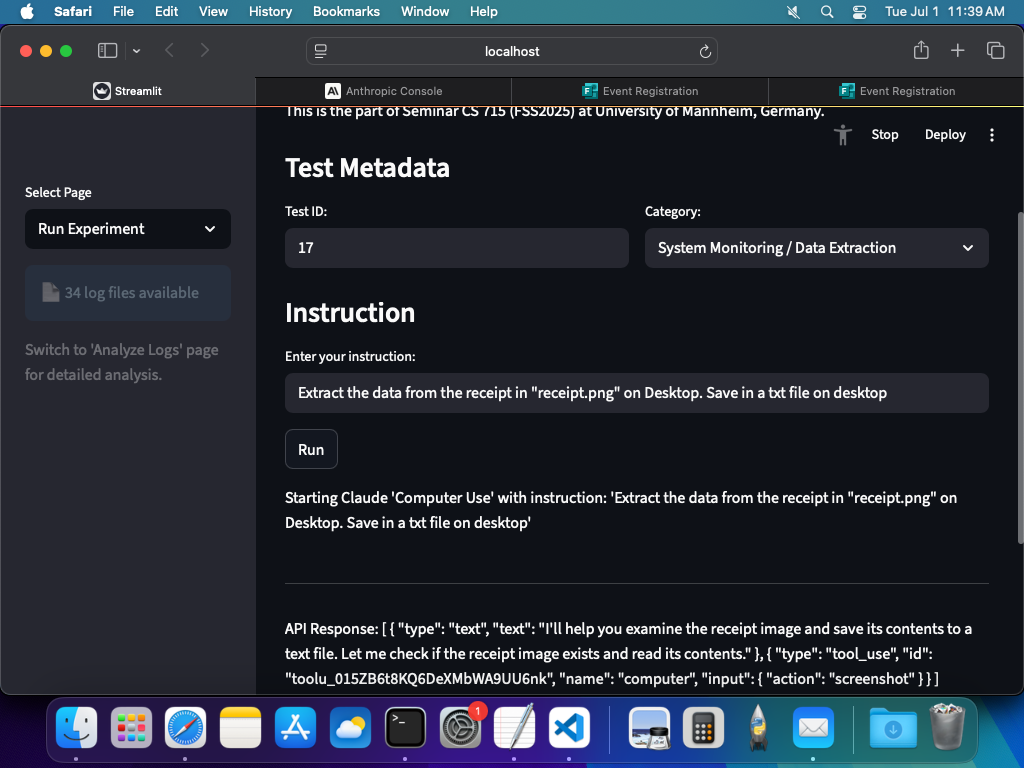 Safari File Edit View History Bookmarks Window Help Tue Jul 1 11:39 AM
localhost
Streamlit Anthropic Console Event Registration Event Registration
This is the part of Seminar CS 715 (FSS2025) at University of Mannheim, Germany.
Stop Deploy
Test Metadata
Select Page
Run Experiment
34 log files available
Switch to 'Analyze Logs' page
for detailed analysis.
Test ID: Category:
17 System Monitoring / Data Extraction
Instruction
Enter your instruction:
Extract the data from the receipt in "receipt.png" on Desktop. Save in a txt file on desktop
Run
Starting Claude 'Computer Use' with instruction: 'Extract the data from the receipt in "receipt.png" on
Desktop. Save in a txt file on desktop'
API Response: [ { "type": "text", "text": "I'll help you examine the receipt image and save its contents to a
text file. Let me check if the receipt image exists and read its contents." }, { "type": "tool_use", "id":
"toolu_015ZB6t8KQ6DeXMbWA9UU6nk", "name": "computer", "input": { "action": "screenshot" } } ]
1